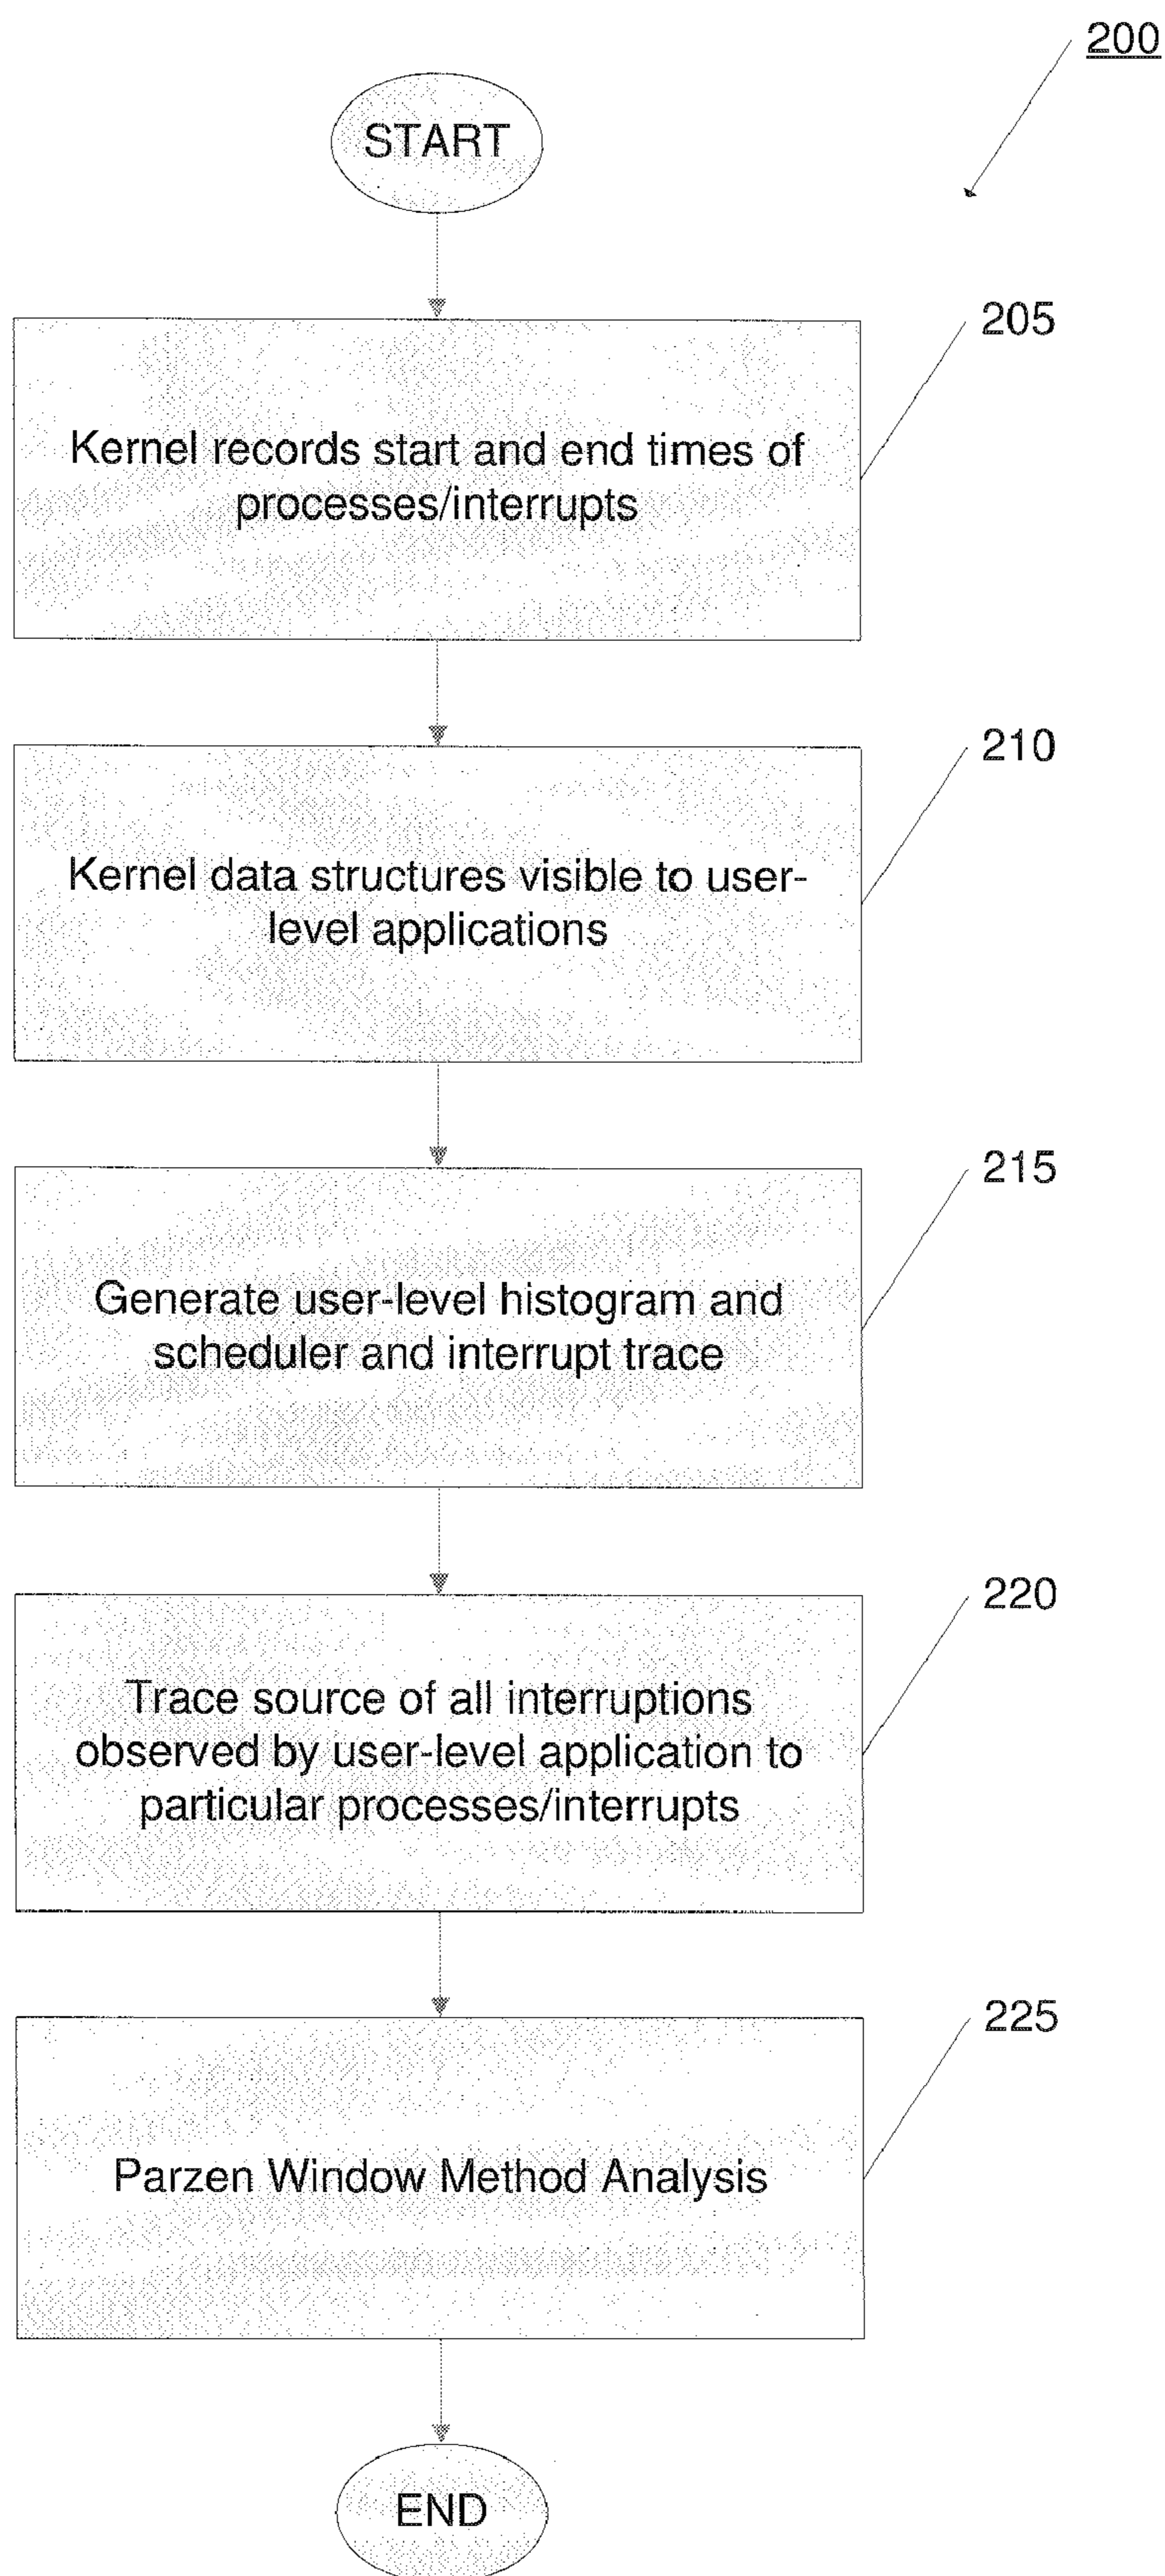 200
START
205
Kernel records start and end times of
processes/interrupts
210
Kernel data structures visible to user-
level applications
215
Generate user-level histogram and
scheduler and interrupt trace
220
Trace source of all interruptions
observed by user-level application to
particular processes/interrupts
225
Parzen Window Method Analysis
END